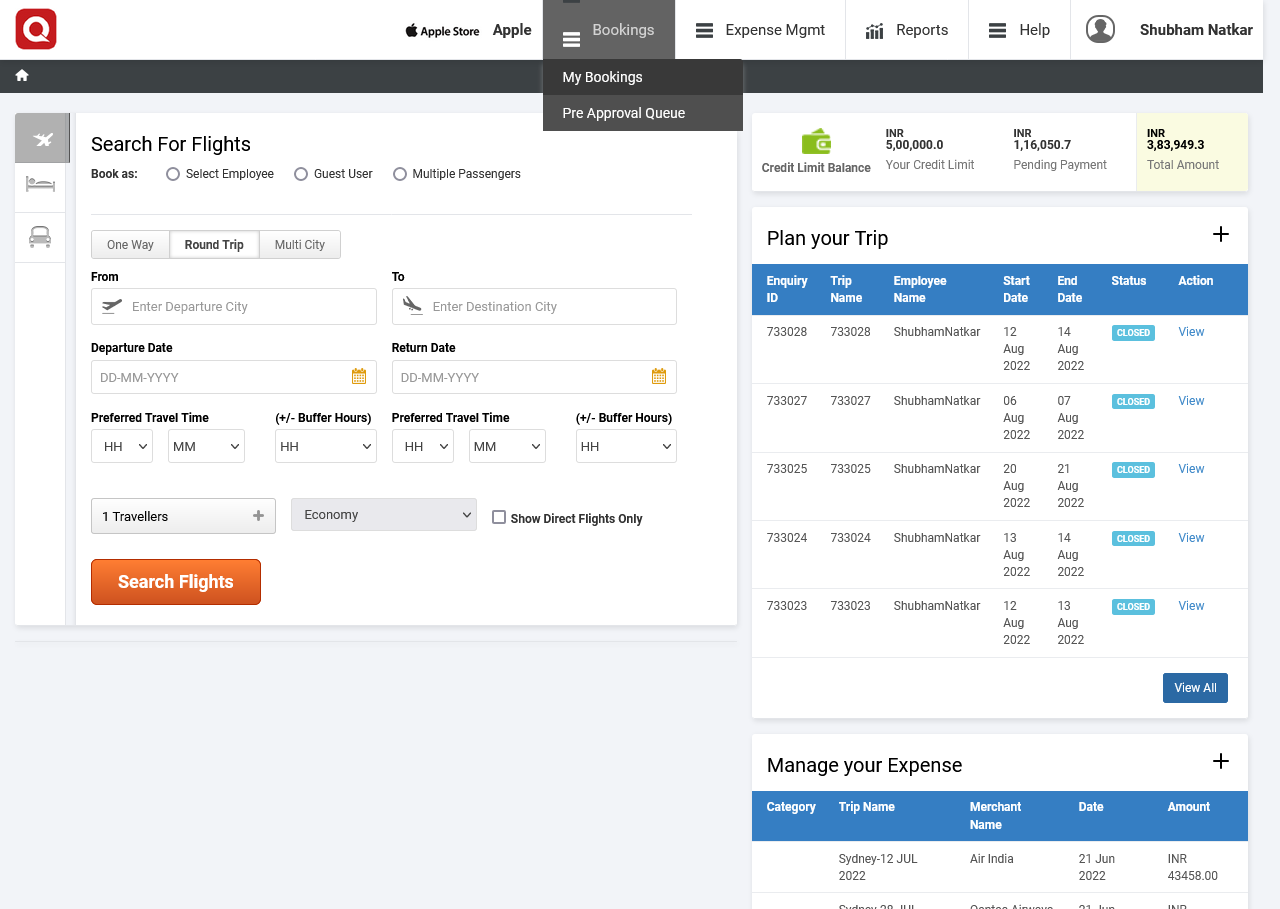 Apple Store Apple Bookings Expense Mgmt Reports Help Shubham Natkar
My Bookings
Pre Approval Queue
Search For Flights
Book as: Select Employee Guest User Multiple Passengers
One Way Round Trip Multi City
From To
Enter Departure City Enter Destination City
Departure Date Return Date
DD-MM-YYYY DD-MM-YYYY
Preferred Travel Time (+/- Buffer Hours) Preferred Travel Time (+/- Buffer Hours)
HH MM HH HH MM HH
1 Travellers Economy Show Direct Flights Only
Search Flights
Credit Limit Balance
INR
5,00,000.0
Your Credit Limit
INR
1,16,050.7
Pending Payment
INR
3,83,949.3
Total Amount
Plan your Trip
Enquiry Trip Employee Start End Status Action
ID Name Name Date Date
733028 733028 ShubhamNatkar 12 14 CLOSED View
Aug Aug
2022 2022
733027 733027 ShubhamNatkar 06 07 CLOSED View
Aug Aug
2022 2022
733025 733025 ShubhamNatkar 20 21 CLOSED View
Aug Aug
2022 2022
733024 733024 ShubhamNatkar 13 14 CLOSED View
Aug Aug
2022 2022
733023 733023 ShubhamNatkar 12 13 CLOSED View
Aug Aug
2022 2022
View All
Manage your Expense
Category Trip Name Merchant Date Amount
Name
Sydney-12 JUL Air India 21 Jun INR
2022 2022 43458.00
Sydney-28 JUL Qantas Airways 21 Jun INR